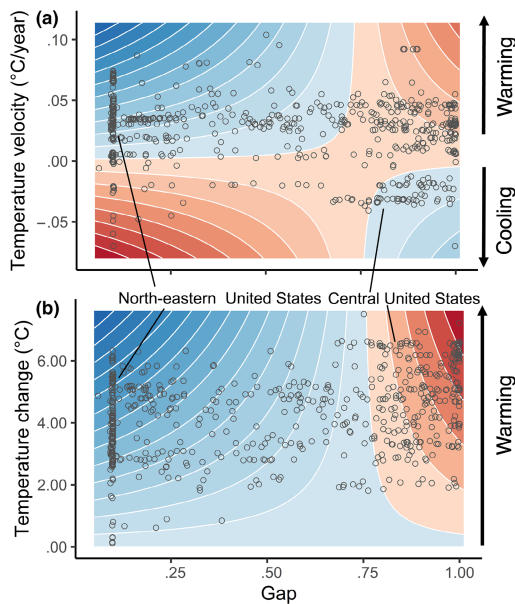 (a)
Temperature velocity (°C/year)
.10
.05
.00
−.05
Warming
Cooling
North-eastern United States
Central United States
(b)
Temperature change (°C)
6.00
4.00
2.00
.00
Warming
.25
.50
.75
1.00
Gap